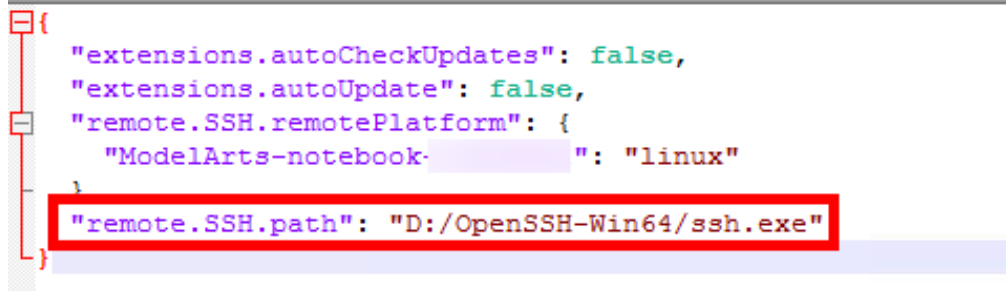 {
"extensions.autoCheckUpdates": false,
"extensions.autoUpdate": false,
"remote.SSH.remotePlatform": {
"ModelArts-notebook- ": "linux"
}
"remote.SSH.path": "D:/OpenSSH-Win64/ssh.exe"
}